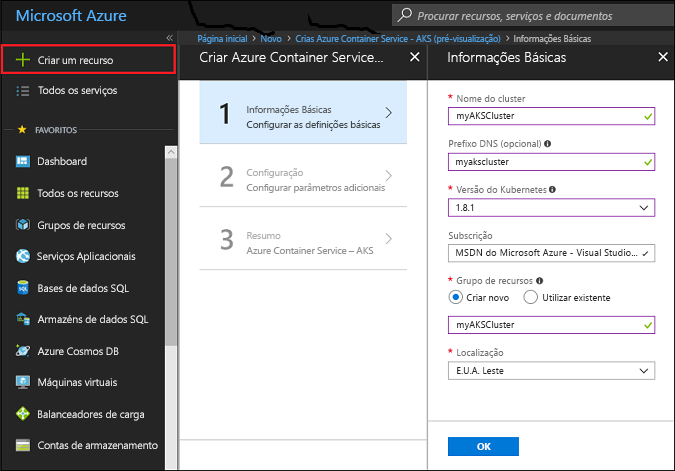 Microsoft Azure
Procurar recursos, serviços e documentos
Página inicial > Novo > Crias Azure Container Service - AKS (pré-visualização) > Informações Básicas
Criar um recurso
Todos os serviços
FAVORITOS
Dashboard
Todos os recursos
Grupos de recursos
Serviços Aplicacionais
Bases de dados SQL
Armazéns de dados SQL
Azure Cosmos DB
Máquinas virtuais
Balanceadores de carga
Contas de armazenamento
Criar Azure Container Service...
1
Informações Básicas
Configurar as definições básicas
2
Configuração
Configurar parâmetros adicionais
3
Resumo
Azure Container Service – AKS
Informações Básicas
* Nome do cluster
myAKSCluster
Prefixo DNS (optional)
myakscluster
* Versão do Kubernetes
1.8.1
Subscrição
MSDN do Microsoft Azure - Visual Studio...
* Grupo de recursos
Criar novo
Utilizar existente
myAKSCluster
* Localização
E.U.A. Leste
OK